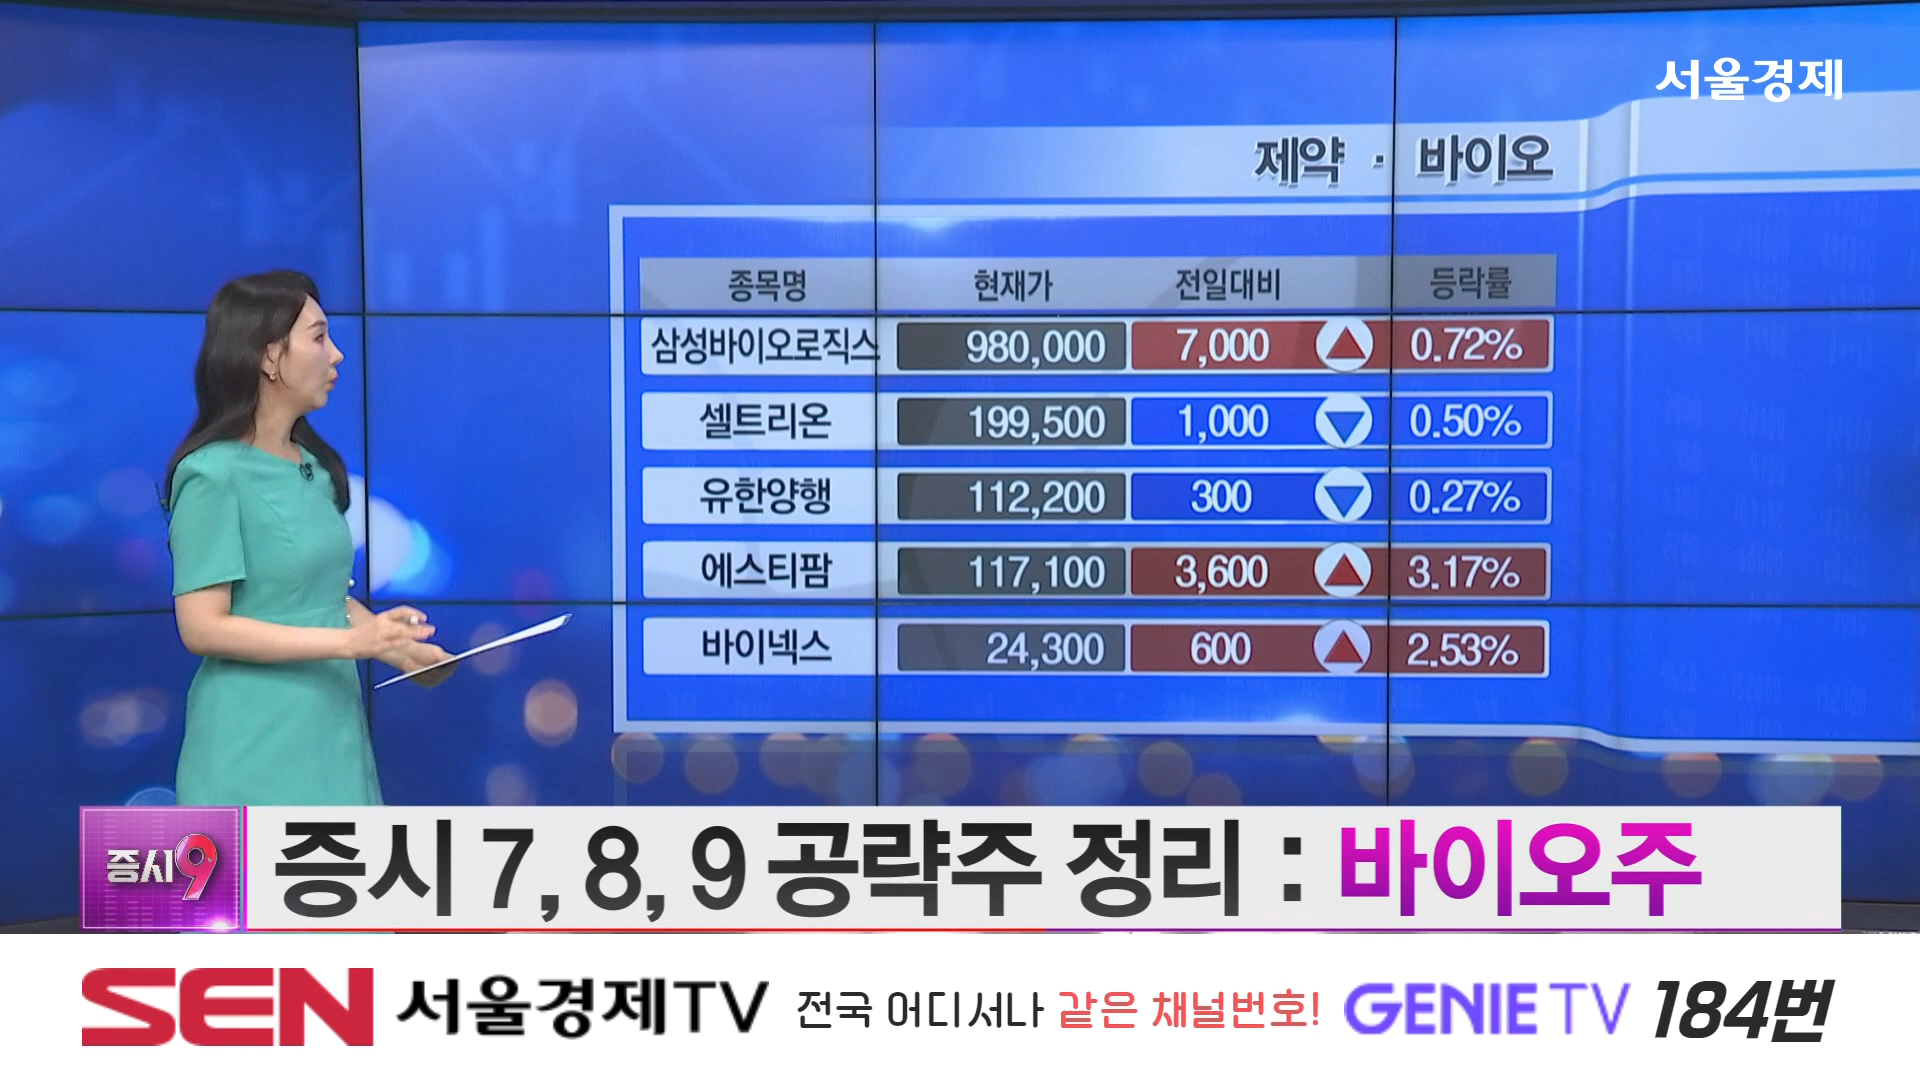 서울경제
제약 · 바이오
종목명 현재가 전일대비 등락률
삼성바이오로직스 980,000 7,000 ▲ 0.72%
셀트리온 199,500 1,000 ▼ 0.50%
유한양행 112,200 300 ▼ 0.27%
에스티팜 117,100 3,600 ▲ 3.17%
바이넥스 24,300 600 ▲ 2.53%
증시9 증시 7, 8, 9 공략주 정리 : 바이오주
SEN 서울경제TV 전국 어디서나 같은 채널번호! GENIE TV 184번